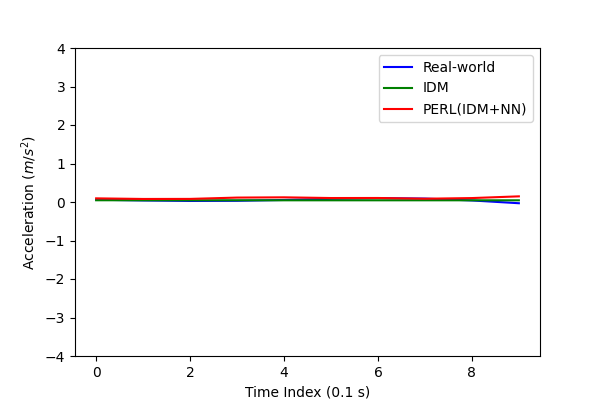 Real-world
IDM
PERL(IDM+NN)
4
3
2
1
0
−1
−2
−3
−4
Acceleration (m/s²)
0 2 4 6 8
Time Index (0.1 s)